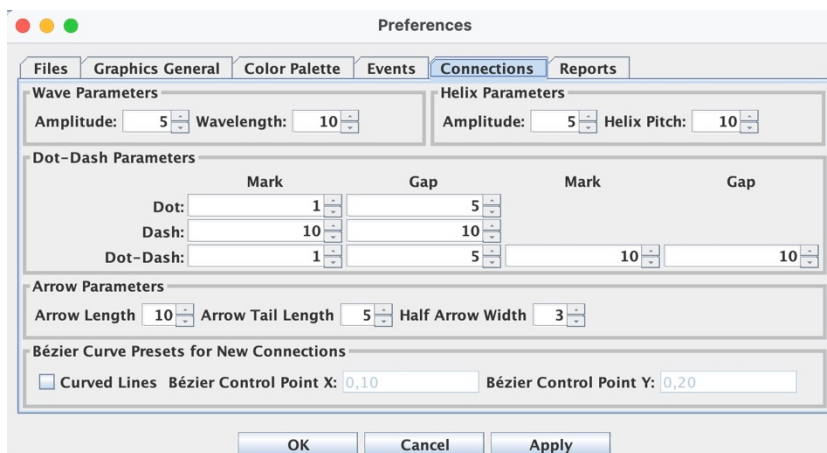 Preferences
Files Graphics General Color Palette Events Connections Reports
Wave Parameters Helix Parameters
Amplitude: 5 Wavelength: 10 Amplitude: 5 Helix Pitch: 10
Dot-Dash Parameters
Mark Gap Mark Gap
Dot: 1 5
Dash: 10 10
Dot-Dash: 1 5 10 10
Arrow Parameters
Arrow Length 10 Arrow Tail Length 5 Half Arrow Width 3
Bézier Curve Presets for New Connections
Curved Lines Bézier Control Point X: 0,10 Bézier Control Point Y: 0,20
OK Cancel Apply